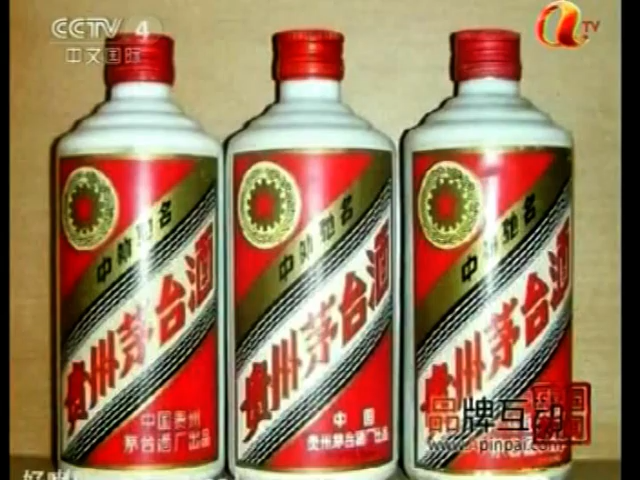 CCTV 4
中文国际
TV
中外驰名
贵州茅台酒
中国贵州
茅台酒厂出品
中外驰名
贵州茅台酒
中国
贵州茅台酒厂出品
中外驰名
贵州茅台酒
品牌互动